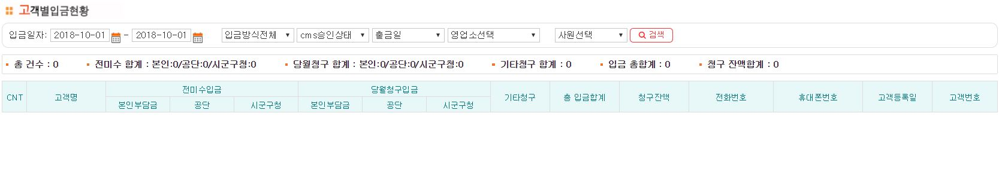 고객별입금현황
입금일자: 2018-10-01 - 2018-10-01 입금방식전체 cms승인상태 출금일 영업소선택 사원선택 검색
총 건수 : 0 전미수 합계 : 본인:0/공단:0/시군구청:0 당월청구 합계 : 본인:0/공단:0/시군구청:0 기타청구 합계 : 0 입금 총합계 : 0 청구 잔액합계 : 0
CNT 고객명 전미수입금 당월청구입금 기타청구 총 입금합계 청구잔액 전화번호 휴대폰번호 고객등록일 고객번호
본인부담금 공단 시군구청 본인부담금 공단 시군구청